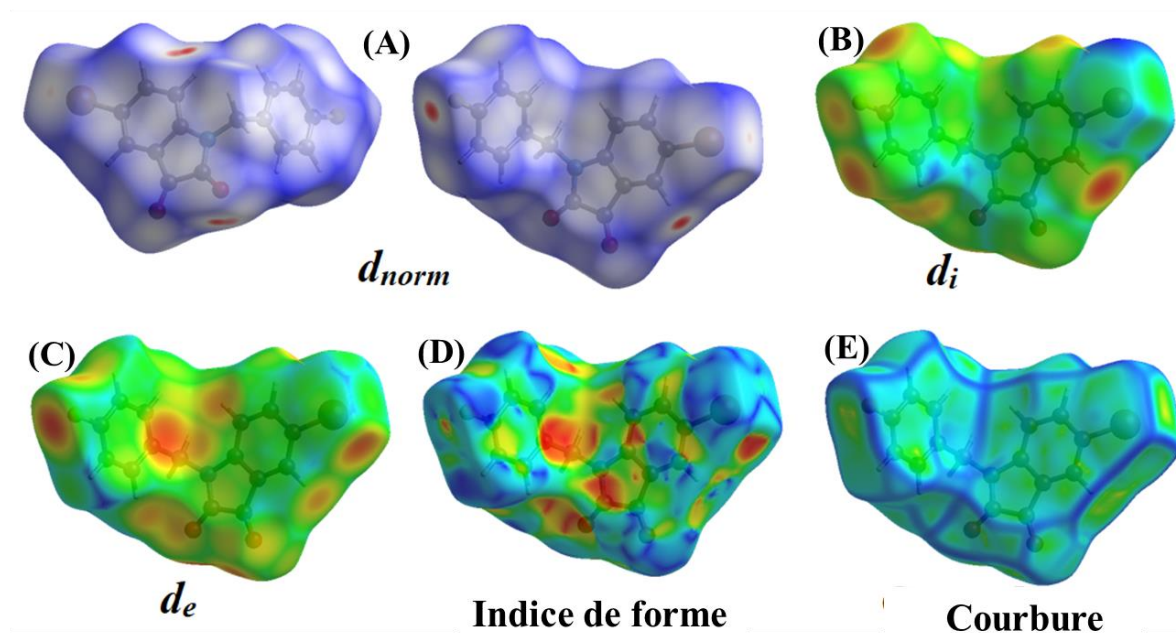 (A)
(B)
d_norm
d_i
(C)
(D)
(E)
d_e
Indice de forme
Courbure